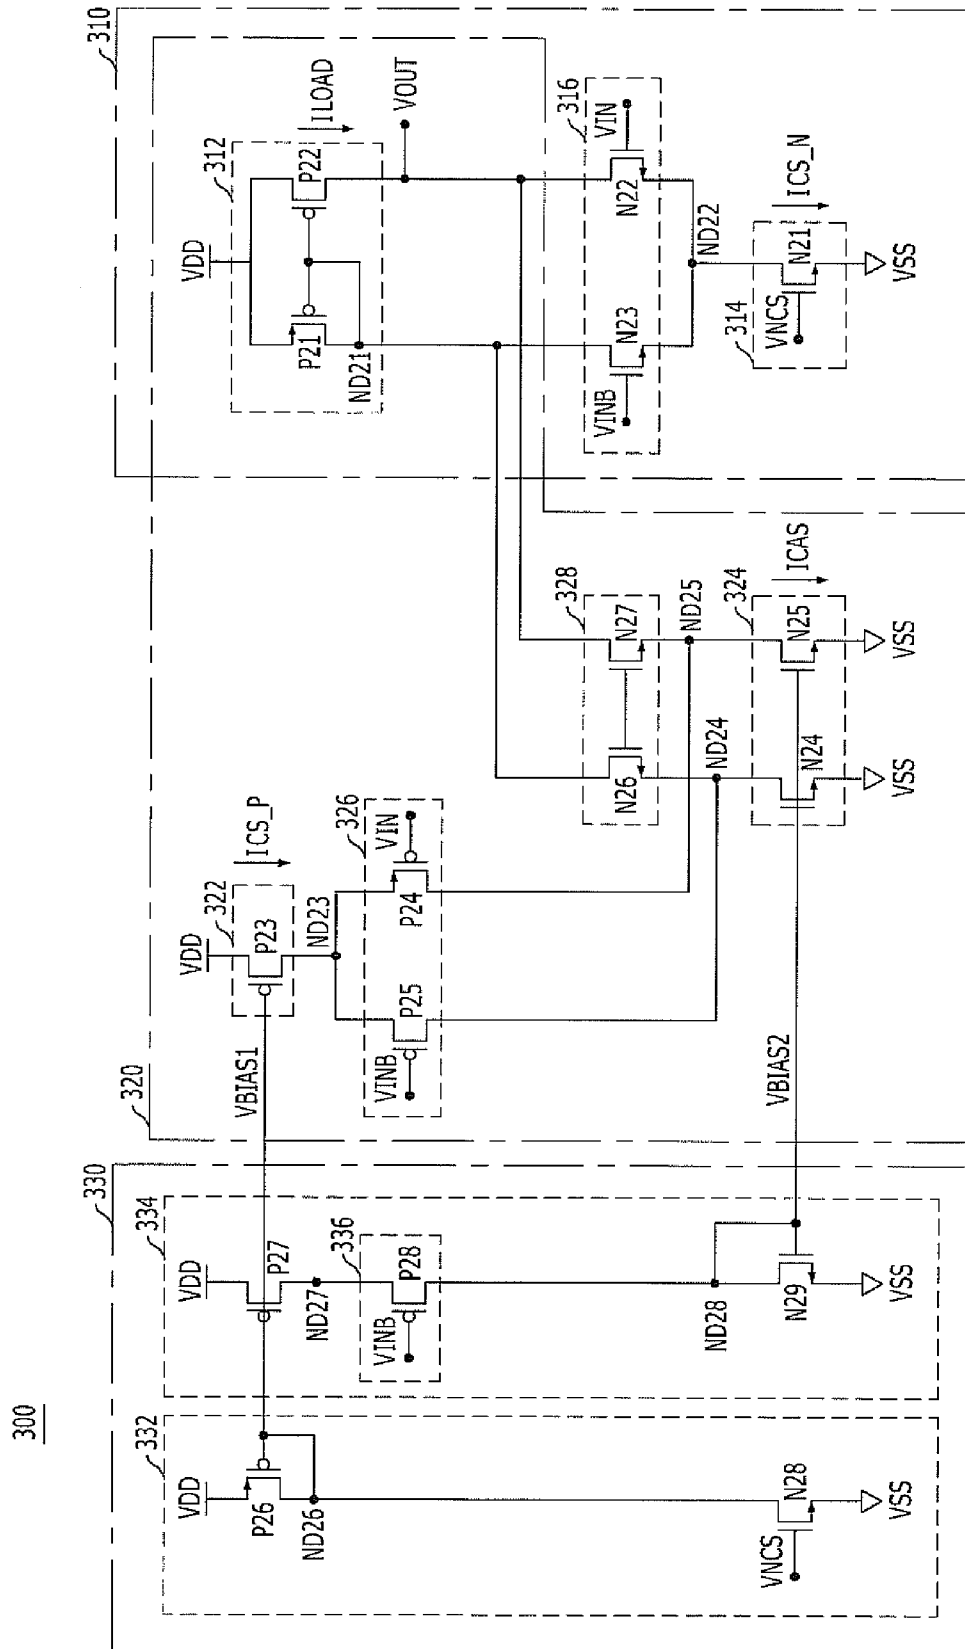 300
330
332
VDD
P26
ND26
VNCS
N28
VSS
334
VDD
P27
ND27
336
VINB
P28
ND28
N29
VSS
320
VBIAS1
VBIAS2
322
VDD
P23
ICS_P
ND23
326
VINB
P25
P24
VIN
328
N26
N27
ND24
ND25
324
N24
N25
ICAS
VSS
VSS
310
312
VDD
P21
P22
ILOAD
ND21
VOUT
316
VINB
N23
N22
VIN
ND22
314
VNCS
N21
ICS_N
VSS